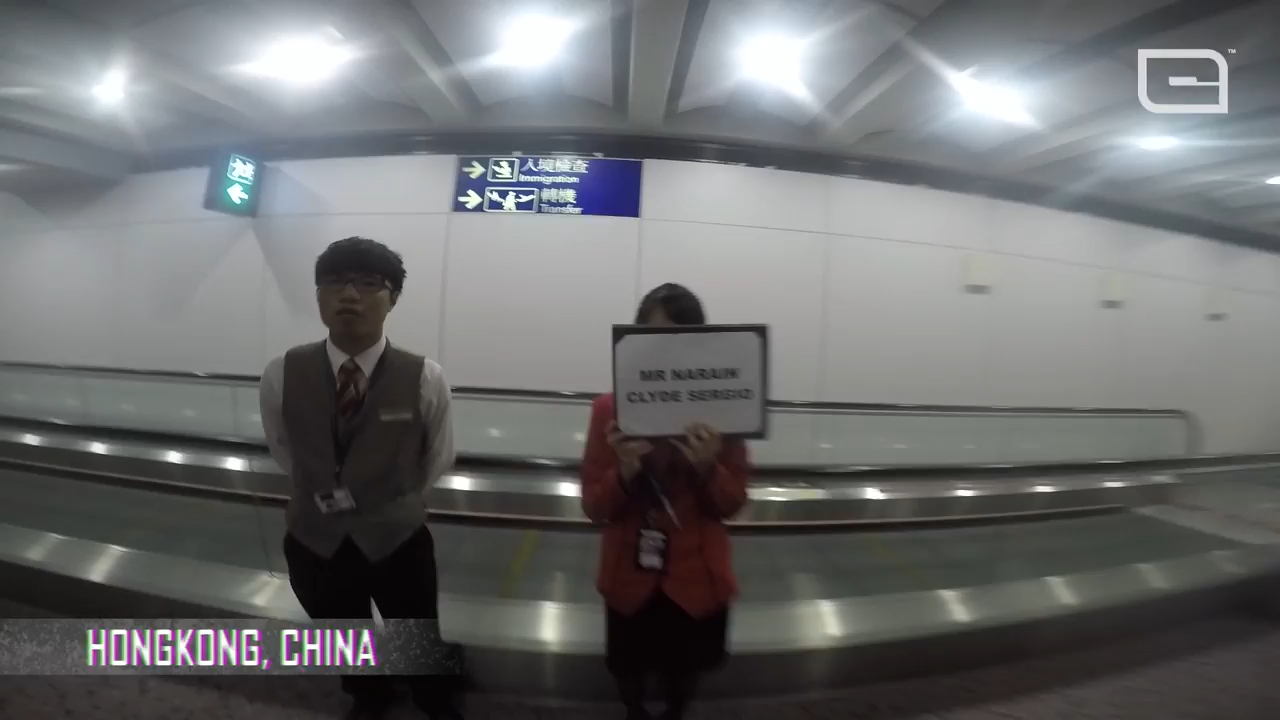 入境檢查
Immigration
轉機
Transfer
MR NARAIN
CLYDE SERGIO
HONGKONG, CHINA